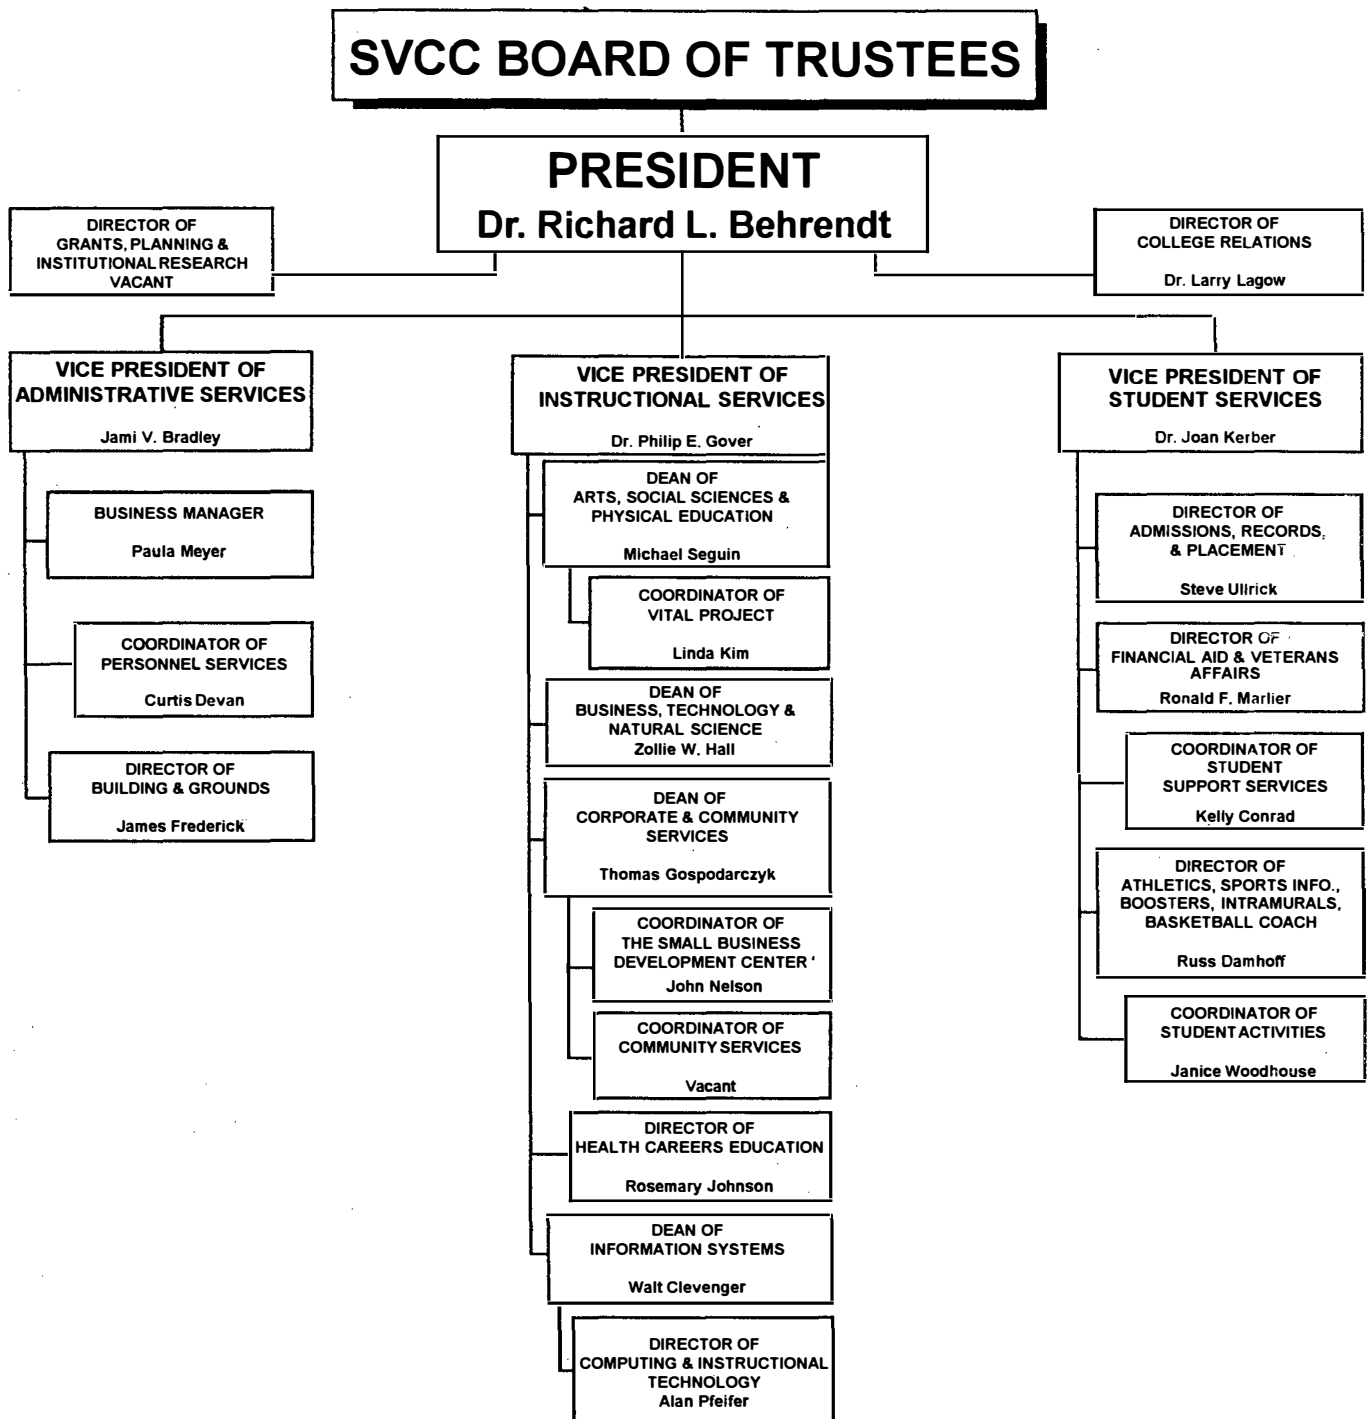 SVCC BOARD OF TRUSTEES
PRESIDENT
Dr. Richard L. Behrendt
DIRECTOR OF
GRANTS, PLANNING &
INSTITUTIONAL RESEARCH
VACANT
DIRECTOR OF
COLLEGE RELATIONS
Dr. Larry Lagow
VICE PRESIDENT OF
ADMINISTRATIVE SERVICES
Jami V. Bradley
BUSINESS MANAGER
Paula Meyer
COORDINATOR OF
PERSONNEL SERVICES
Curtis Devan
DIRECTOR OF
BUILDING & GROUNDS
James Frederick
VICE PRESIDENT OF
INSTRUCTIONAL SERVICES
Dr. Philip E. Gover
DEAN OF
ARTS, SOCIAL SCIENCES &
PHYSICAL EDUCATION
Michael Seguin
COORDINATOR OF
VITAL PROJECT
Linda Kim
DEAN OF
BUSINESS, TECHNOLOGY &
NATURAL SCIENCE
Zollie W. Hall
DEAN OF
CORPORATE & COMMUNITY
SERVICES
Thomas Gospodarczyk
COORDINATOR OF
THE SMALL BUSINESS
DEVELOPMENT CENTER
John Nelson
COORDINATOR OF
COMMUNITY SERVICES
Vacant
DIRECTOR OF
HEALTH CAREERS EDUCATION
Rosemary Johnson
DEAN OF
INFORMATION SYSTEMS
Walt Clevenger
DIRECTOR OF
COMPUTING & INSTRUCTIONAL
TECHNOLOGY
Alan Pfeifer
VICE PRESIDENT OF
STUDENT SERVICES
Dr. Joan Kerber
DIRECTOR OF
ADMISSIONS, RECORDS,
& PLACEMENT
Steve Ullrick
DIRECTOR OF
FINANCIAL AID & VETERANS
AFFAIRS
Ronald F. Marlier
COORDINATOR OF
STUDENT
SUPPORT SERVICES
Kelly Conrad
DIRECTOR OF
ATHLETICS, SPORTS INFO.,
BOOSTERS, INTRAMURALS,
BASKETBALL COACH
Russ Damhoff
COORDINATOR OF
STUDENT ACTIVITIES
Janice Woodhouse